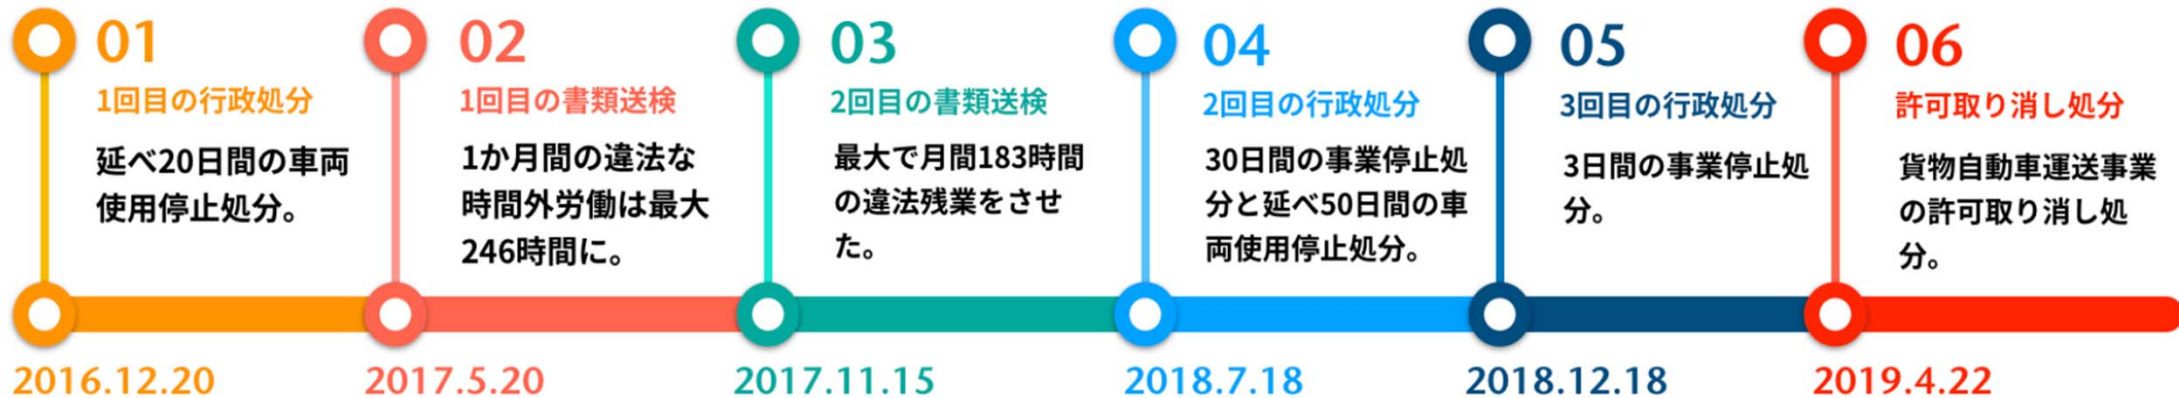 01
1回目の行政処分
延べ20日間の車両
使用停止処分。
2016.12.20
02
1回目の書類送検
1か月間の違法な
時間外労働は最大
246時間に。
2017.5.20
03
2回目の書類送検
最大で月間183時間
の違法残業をさせ
た。
2017.11.15
04
2回目の行政処分
30日間の事業停止処
分と延べ50日間の車
両使用停止処分。
2018.7.18
05
3回目の行政処分
3日間の事業停止処
分。
2018.12.18
06
許可取り消し処分
貨物自動車運送事業
の許可取り消し処
分。
2019.4.22